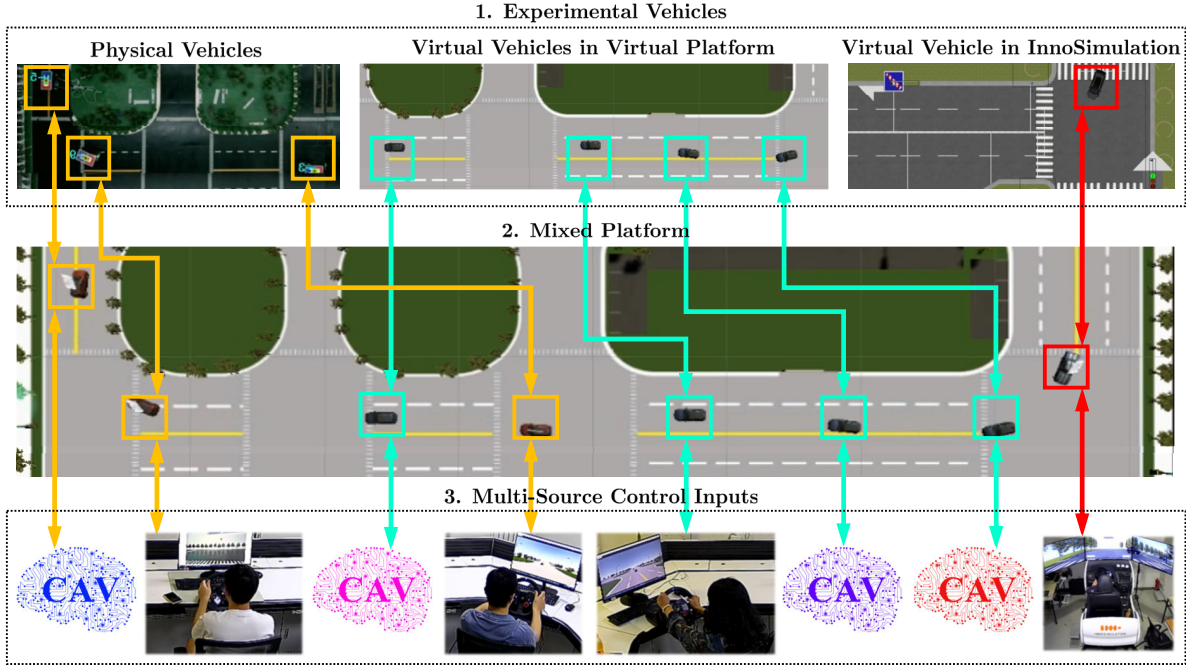 1. Experimental Vehicles
Physical Vehicles
Virtual Vehicles in Virtual Platform
Virtual Vehicle in InnoSimulation
2. Mixed Platform
3. Multi-Source Control Inputs
CAV
CAV
CAV
CAV